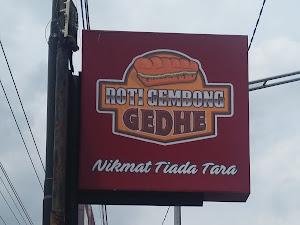 ROTI GEMBONG
GEDHE
Nikmat Tiada Tara